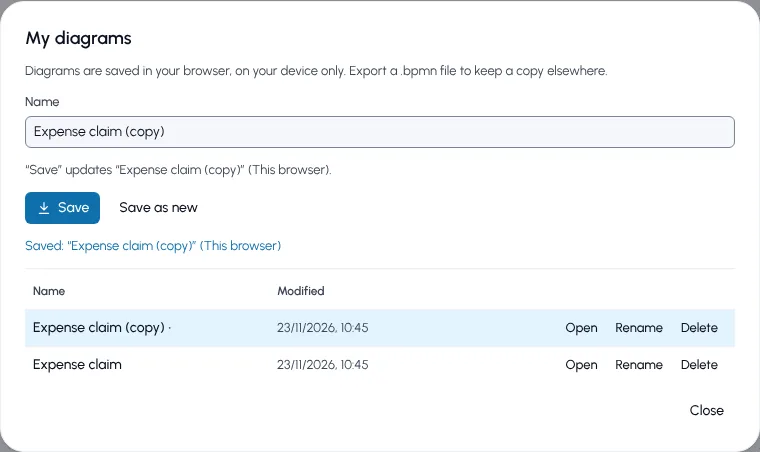 My diagrams
Diagrams are saved in your browser, on your device only. Export a .bpmn file to keep a copy elsewhere.
Name
Expense claim (copy)
“Save” updates “Expense claim (copy)” (This browser).
Save Save as new
Saved: “Expense claim (copy)” (This browser)
Name Modified
Expense claim (copy) · 23/11/2026, 10:45 Open Rename Delete
Expense claim 23/11/2026, 10:45 Open Rename Delete
Close